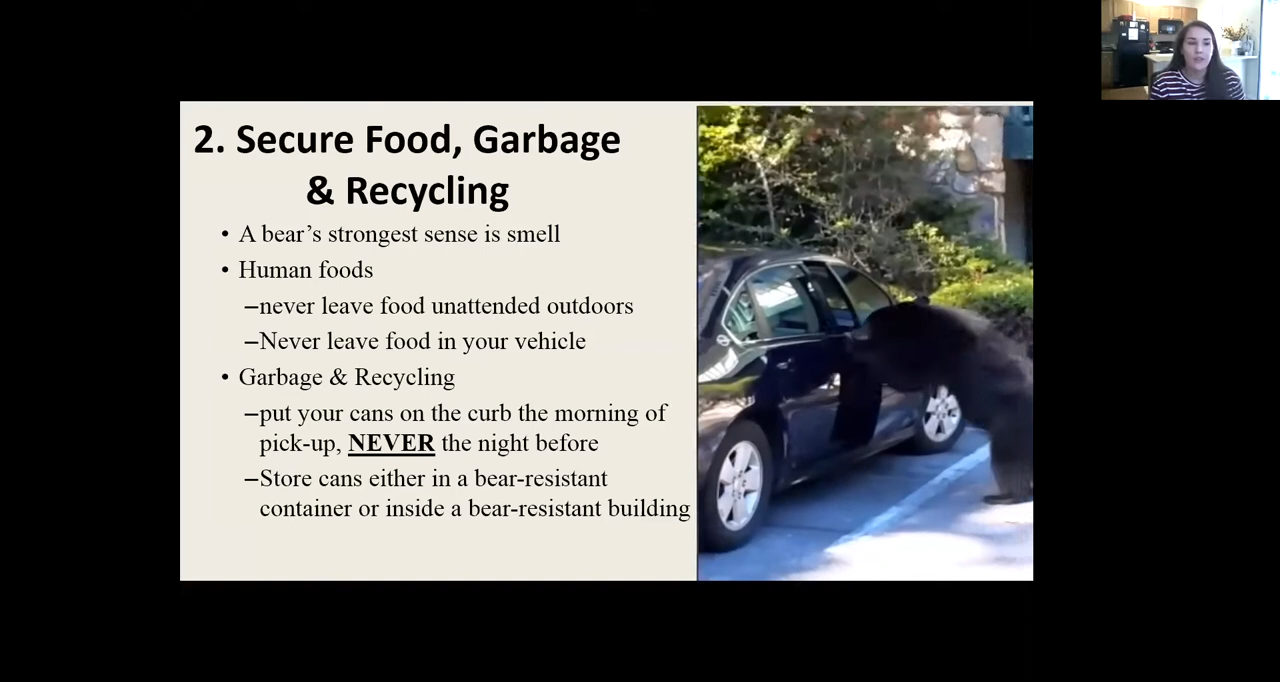 2. Secure Food, Garbage
& Recycling
• A bear’s strongest sense is smell
• Human foods
–never leave food unattended outdoors
–Never leave food in your vehicle
• Garbage & Recycling
–put your cans on the curb the morning of
pick-up, NEVER the night before
–Store cans either in a bear-resistant
container or inside a bear-resistant building